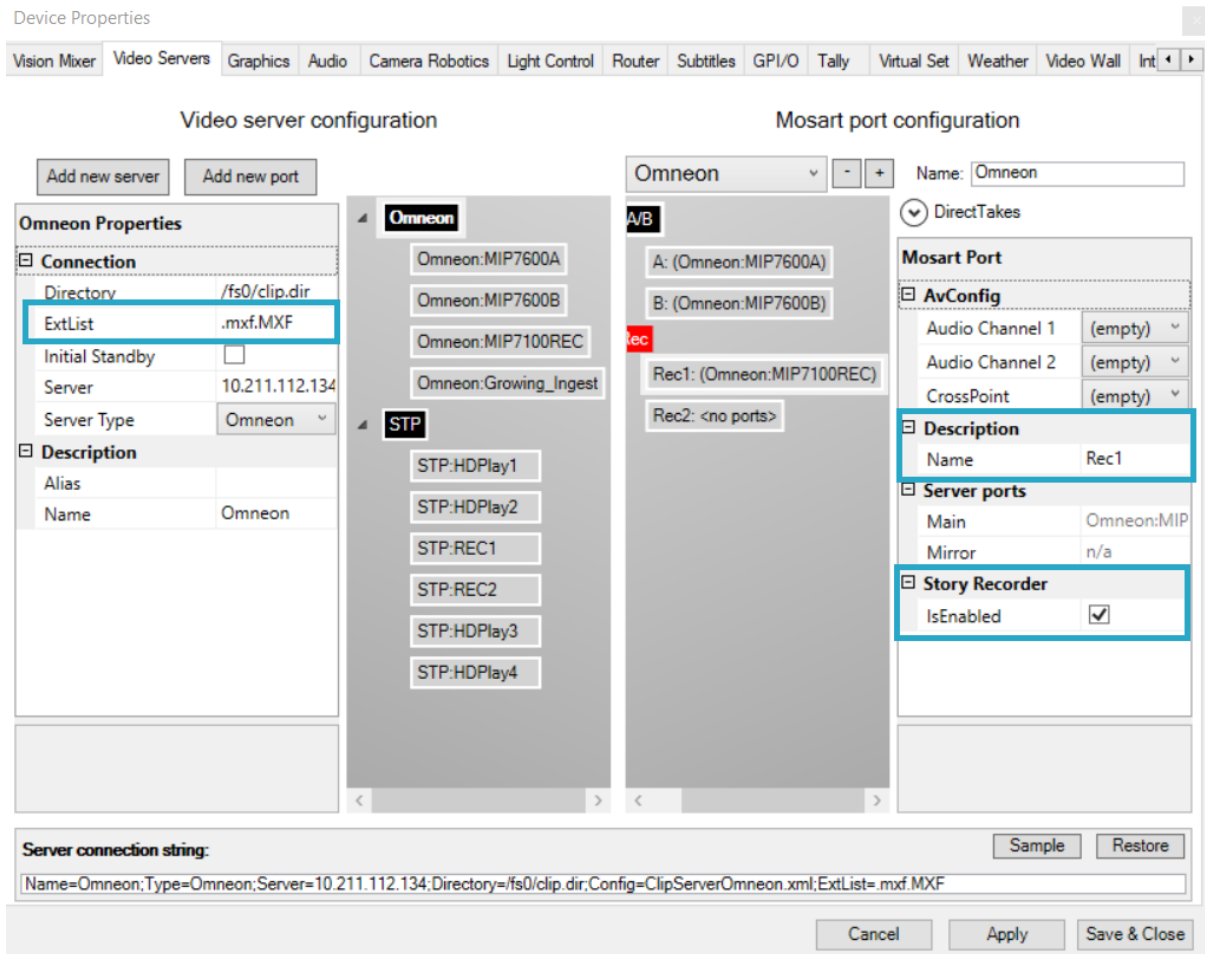 Device Properties
Vision Mixer Video Servers Graphics Audio Camera Robotics Light Control Router Subtitles GPI/O Tally Virtual Set Weather Video Wall Int
Video server configuration
Mosart port configuration
Add new server
Add new port
Omneon Properties
Connection
Directory /fs0/clip.dir
ExtList .mxf.MXF
Initial Standby
Server 10.211.112.134
Server Type Omneon
Description
Alias
Name Omneon
Omneon
Omneon:MIP7600A
Omneon:MIP7600B
Omneon:MIP7100REC
Omneon:Growing_Ingest
STP
STP:HDPlay1
STP:HDPlay2
STP:REC1
STP:REC2
STP:HDPlay3
STP:HDPlay4
Omneon - +
A/B
A: (Omneon:MIP7600A)
B: (Omneon:MIP7600B)
Rec
Rec1: (Omneon:MIP7100REC)
Rec2: <no ports>
Name: Omneon
DirectTakes
Mosart Port
AvConfig
Audio Channel 1 (empty)
Audio Channel 2 (empty)
CrossPoint (empty)
Description
Name Rec1
Server ports
Main Omneon:MIP
Mirror n/a
Story Recorder
IsEnabled
Server connection string:
Sample
Restore
Name=Omneon;Type=Omneon;Server=10.211.112.134;Directory=/fs0/clip.dir;Config=ClipServerOmneon.xml;ExtList=.mxf.MXF
Cancel
Apply
Save & Close